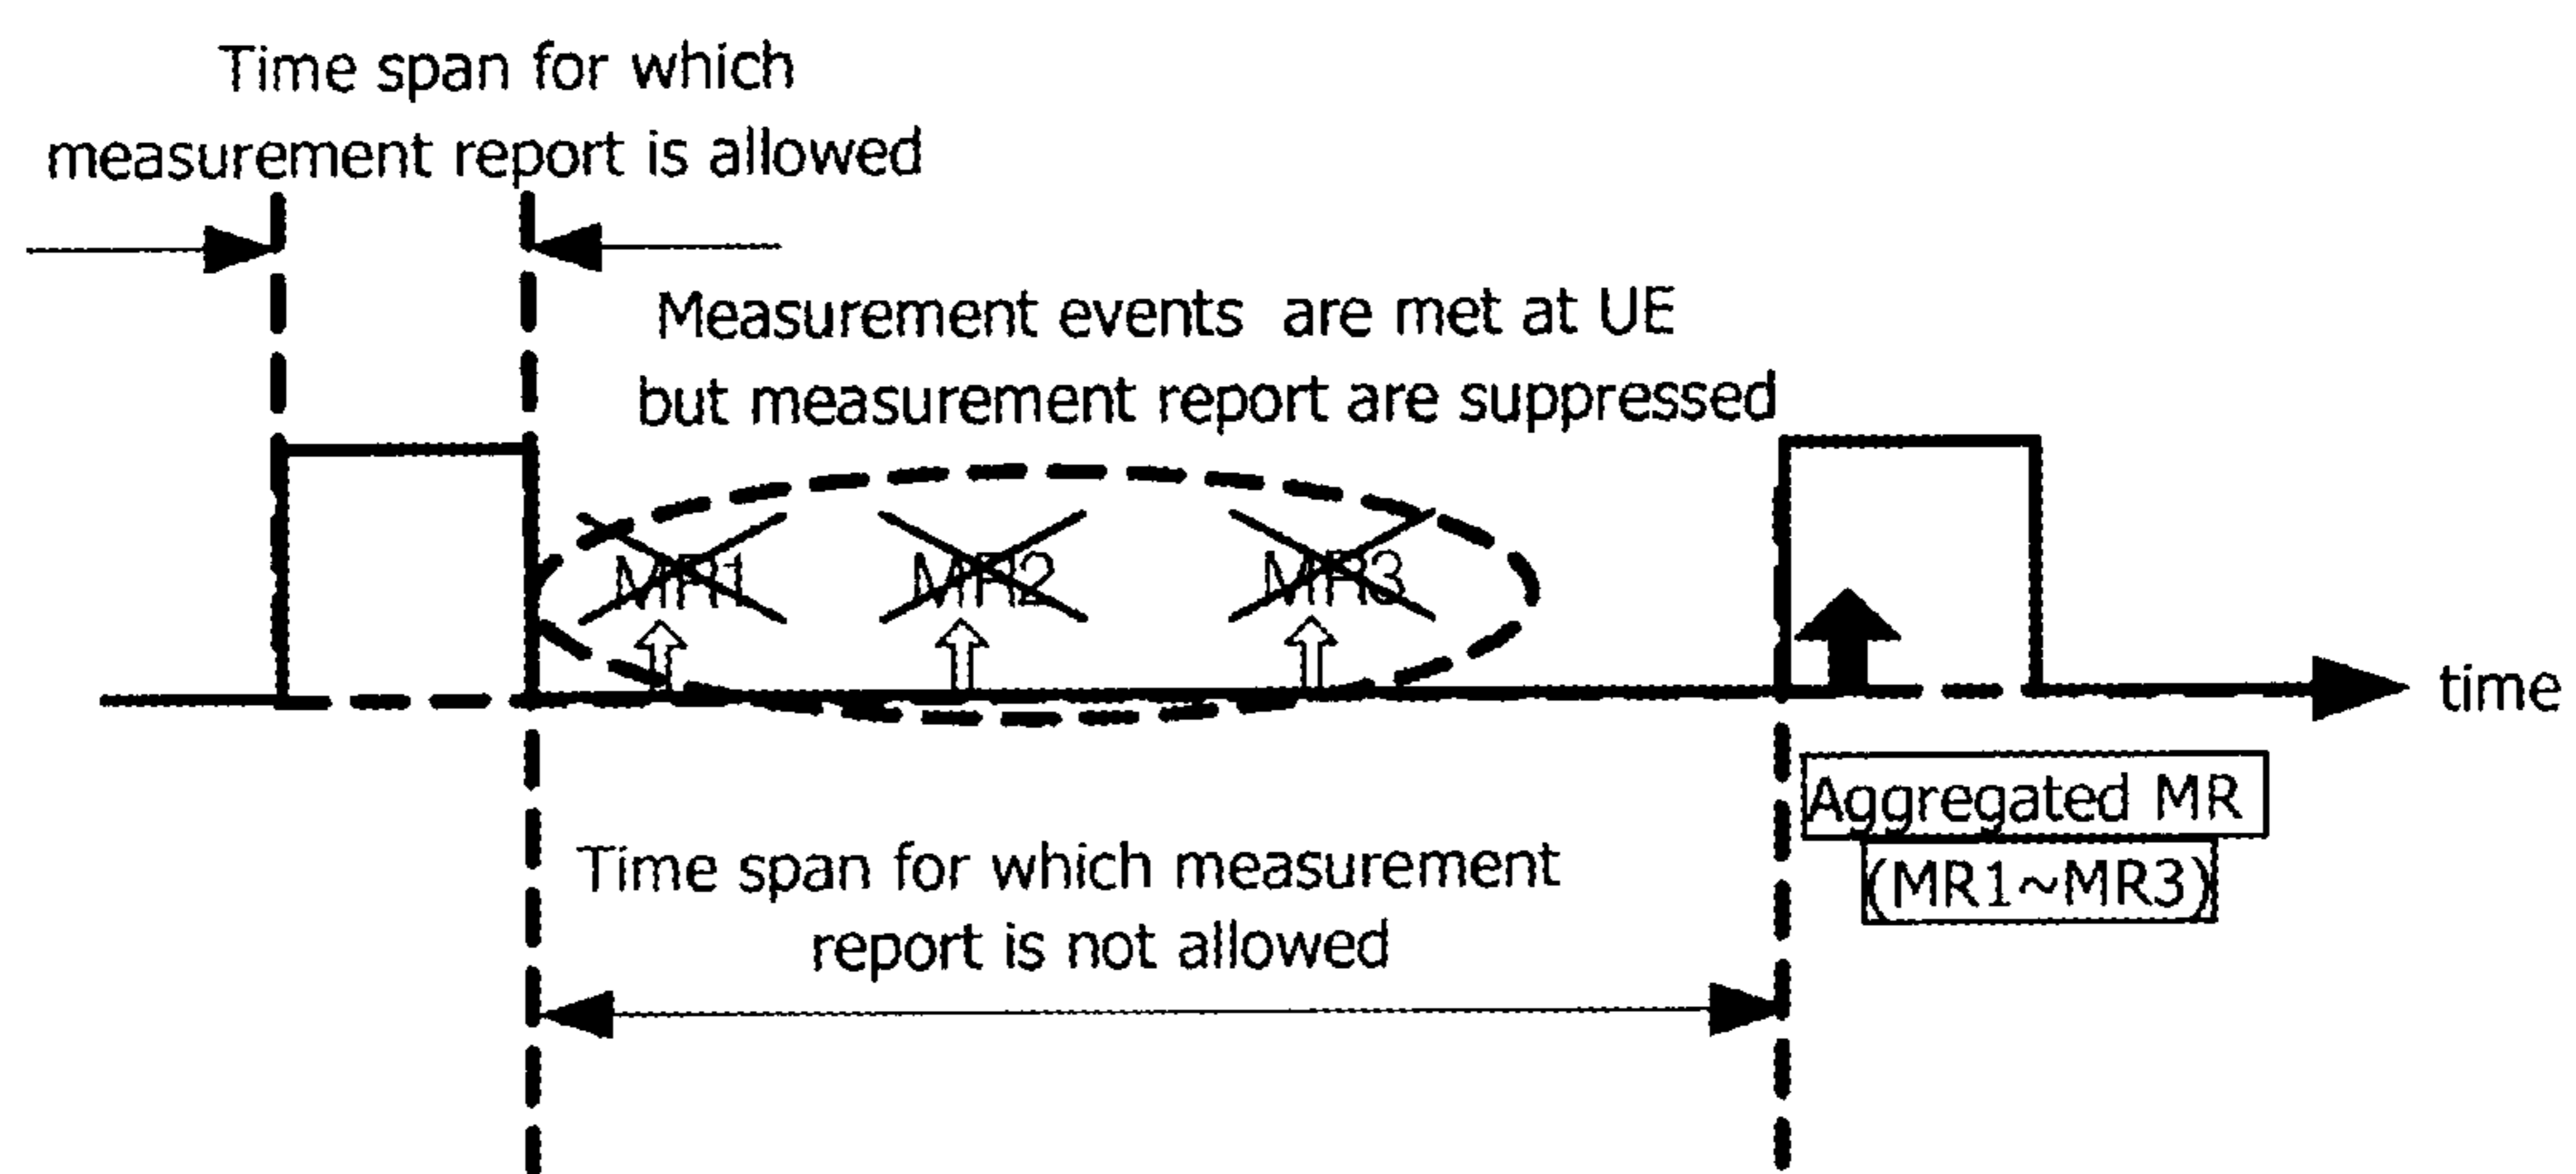 Time span for which
measurement report is allowed
Measurement events are met at UE
but measurement report are suppressed
MR1
MR2
MR3
time
Aggregated MR
(MR1~MR3)
Time span for which measurement
report is not allowed